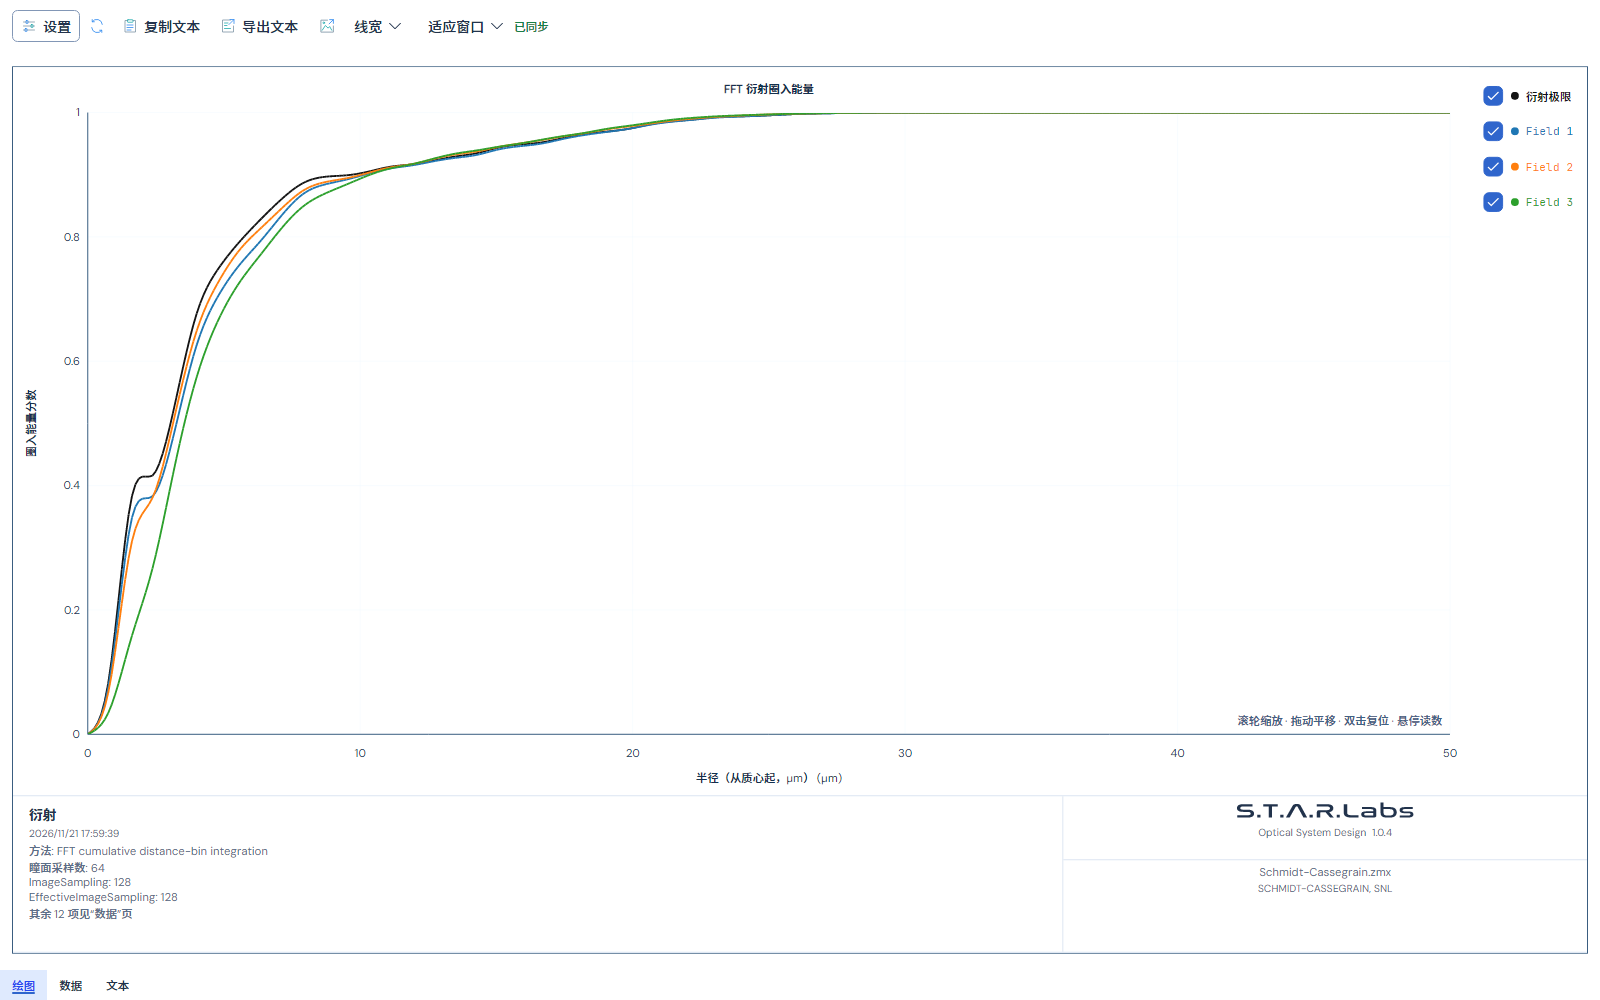 设置 复制文本 导出文本 线宽 适应窗口 已同步
FFT 衍射圈入能量
衍射极限
Field 1
Field 2
Field 3
1
0.8
0.6
0.4
0.2
0
圈入能量分数
滚轮缩放 · 拖动平移 · 双击复位 · 悬停读数
0 10 20 30 40 50
半径（从质心起，μm）（μm）
衍射
2026/11/21 17:59:39
方法: FFT cumulative distance-bin integration
瞳面采样数: 64
ImageSampling: 128
EffectiveImageSampling: 128
其余 12 项见“数据”页
S.T.A.R.Labs
Optical System Design 1.0.4
Schmidt-Cassegrain.zmx
SCHMIDT-CASSEGRAIN, SNL
绘图 数据 文本